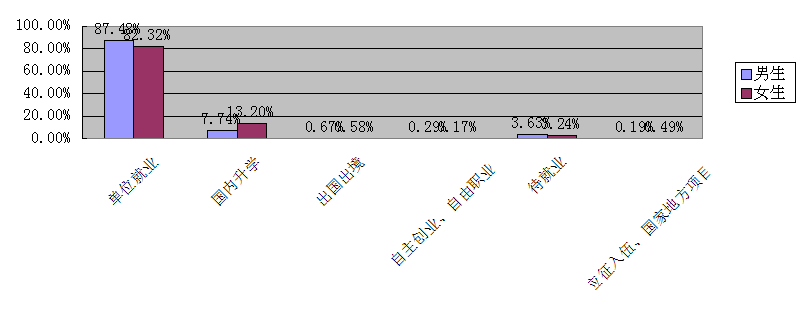 100.00%
80.00%
60.00%
40.00%
20.00%
0.00%
87.48% 82.32%
7.74% 13.20%
0.67% 0.58%
0.29% 0.17%
3.63% 3.24%
0.19% 0.49%
单位就业
国内升学
出国出境
自主创业、自由职业
待就业
应征入伍、国家地方项目
男生
女生